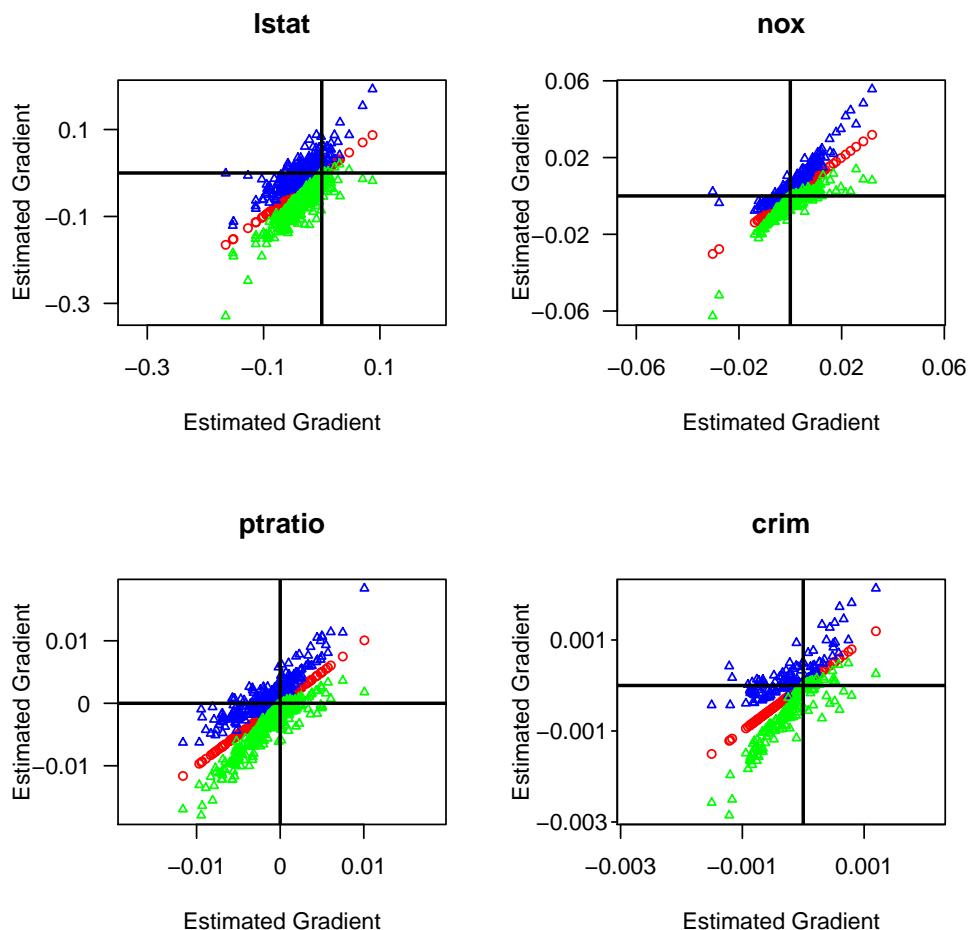 lstat
Estimated Gradient
0.1
−0.1
−0.3
−0.3
−0.1
0.1
Estimated Gradient
nox
Estimated Gradient
0.06
0.02
−0.02
−0.06
−0.06
−0.02
0.02
0.06
Estimated Gradient
ptratio
Estimated Gradient
0.01
0
−0.01
−0.01
0
0.01
Estimated Gradient
crim
Estimated Gradient
0.001
−0.001
−0.003
−0.003
−0.001
0.001
Estimated Gradient